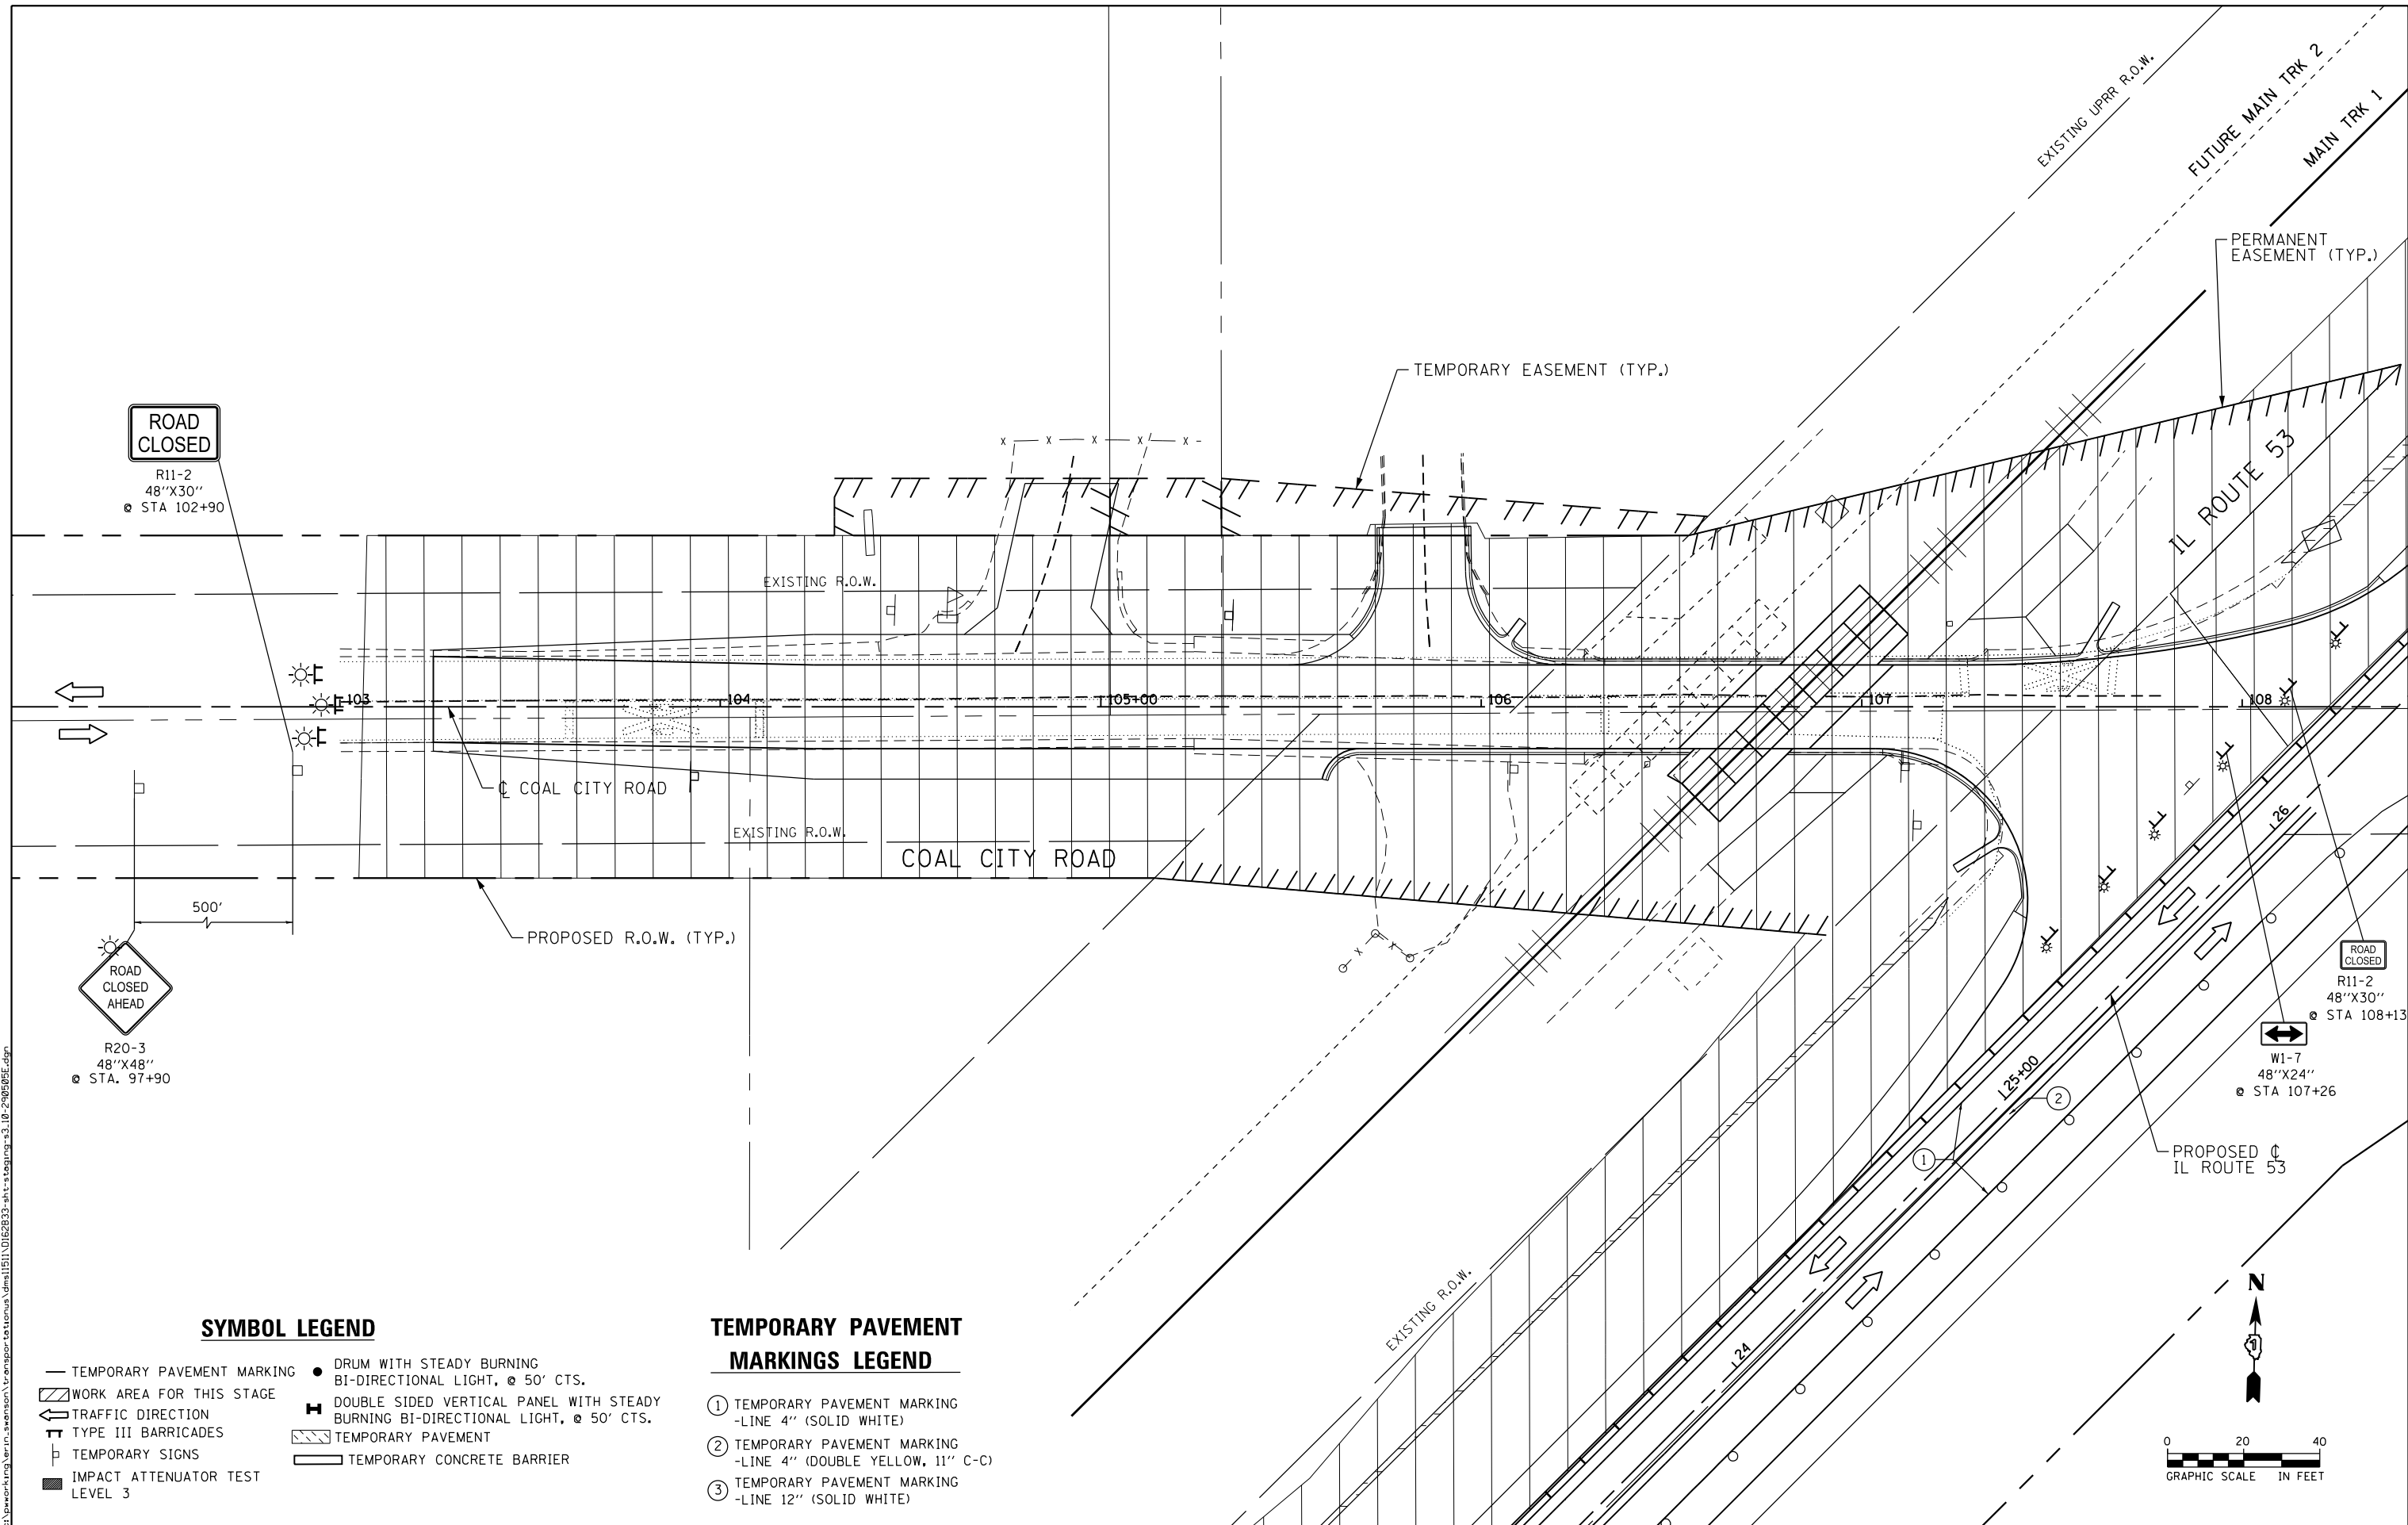 EXISTING UPRR R.O.W.
FUTURE MAIN TRK 2
MAIN TRK 1
PERMANENT
EASEMENT (TYP.)
TEMPORARY EASEMENT (TYP.)
ROAD
CLOSED
R11-2
48''X30''
@ STA 102+90
IL ROUTE 53
X X X X X
EXISTING R.O.W.
103
104
105+00
106
107
108
℄ COAL CITY ROAD
EXISTING R.O.W.
COAL CITY ROAD
26
500'
PROPOSED R.O.W. (TYP.)
X X
ROAD
CLOSED
AHEAD
R20-3
48''X48''
@ STA. 97+90
ROAD
CLOSED
R11-2
48''X30''
@ STA 108+13
W1-7
48''X24''
@ STA 107+26
25+00
2
1
PROPOSED ℄
IL ROUTE 53
24
EXISTING R.O.W.
N
0 20 40
GRAPHIC SCALE IN FEET
SYMBOL LEGEND
TEMPORARY PAVEMENT MARKING
WORK AREA FOR THIS STAGE
TRAFFIC DIRECTION
TYPE III BARRICADES
TEMPORARY SIGNS
IMPACT ATTENUATOR TEST
LEVEL 3
DRUM WITH STEADY BURNING
BI-DIRECTIONAL LIGHT, @ 50' CTS.
DOUBLE SIDED VERTICAL PANEL WITH STEADY
BURNING BI-DIRECTIONAL LIGHT, @ 50' CTS.
TEMPORARY PAVEMENT
TEMPORARY CONCRETE BARRIER
TEMPORARY PAVEMENT
MARKINGS LEGEND
1 TEMPORARY PAVEMENT MARKING
-LINE 4'' (SOLID WHITE)
2 TEMPORARY PAVEMENT MARKING
-LINE 4'' (DOUBLE YELLOW, 11'' C-C)
3 TEMPORARY PAVEMENT MARKING
-LINE 12'' (SOLID WHITE)